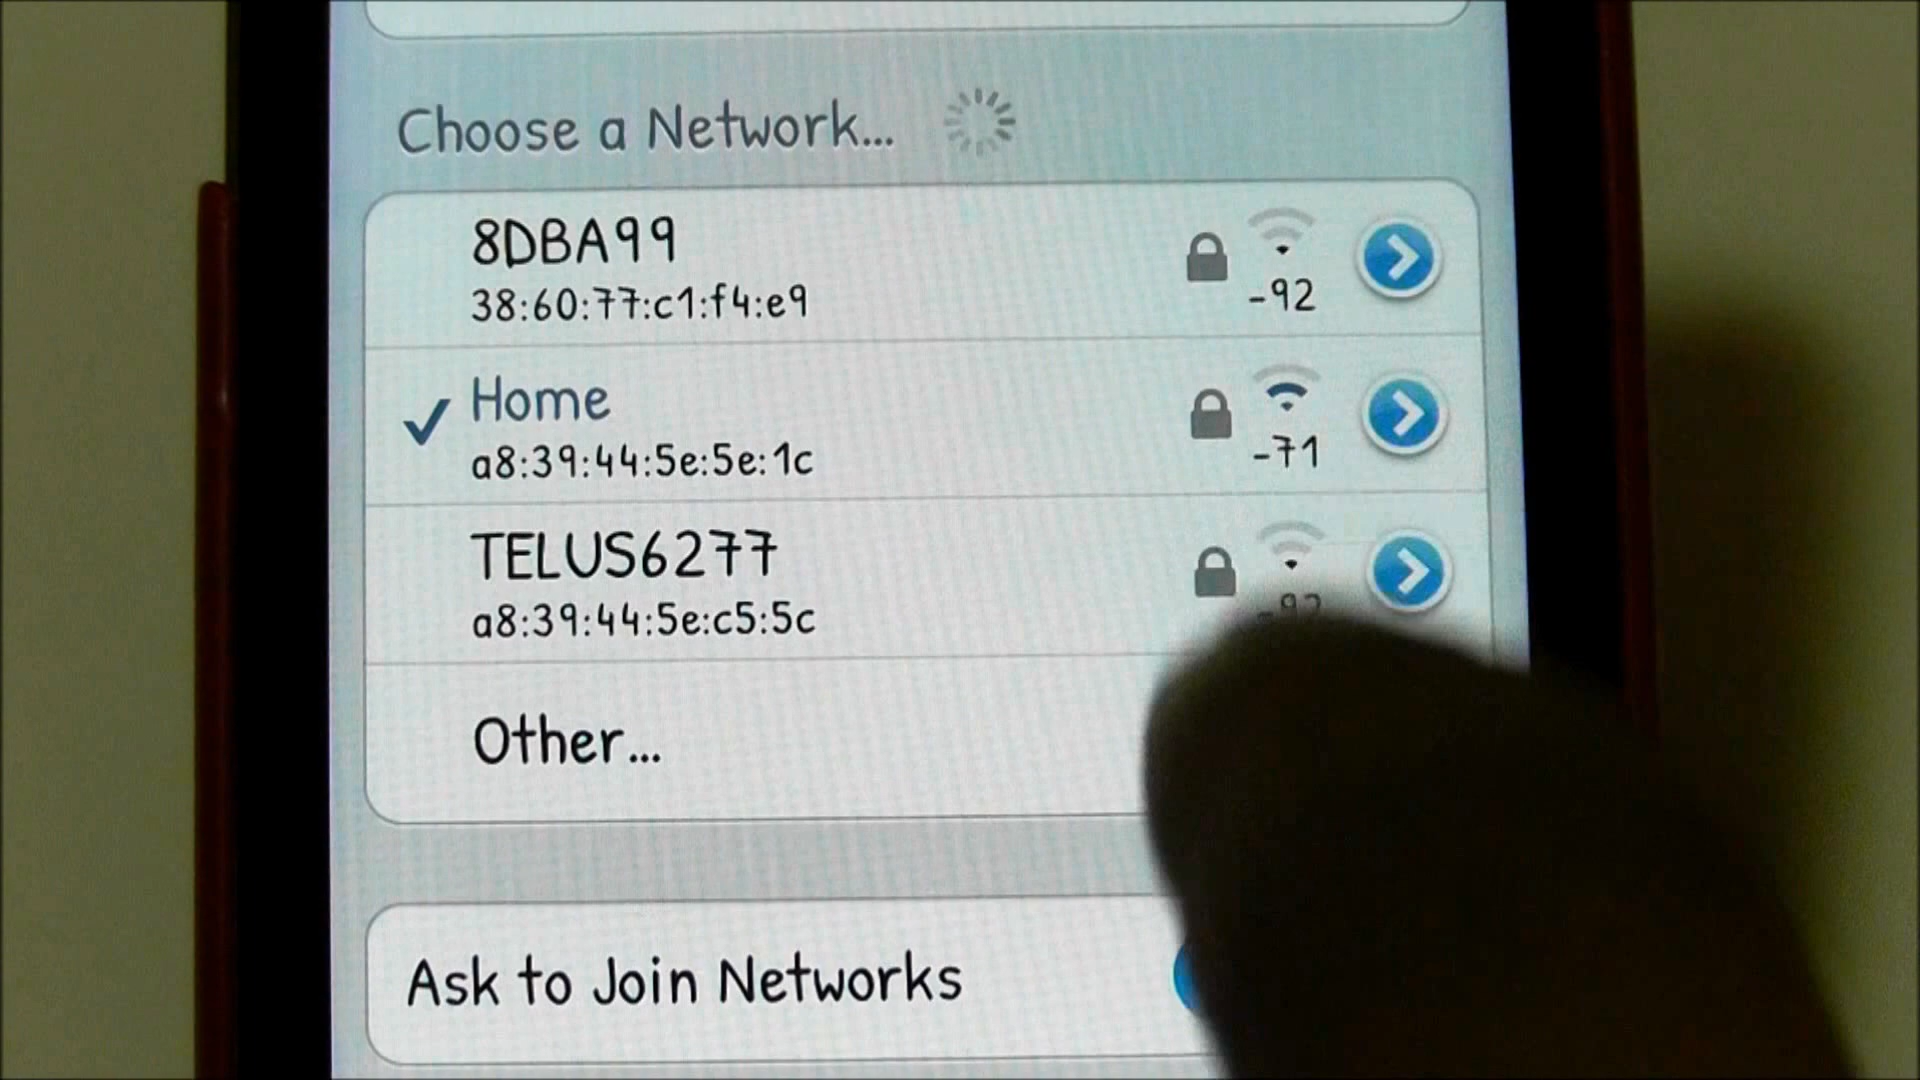 Choose a Network...
8DBA99
38:60:77:c1:f4:e9
-92
Home
a8:39:44:5e:5e:1c
-71
TELUS6277
a8:39:44:5e:c5:5c
Other...
Ask to Join Networks